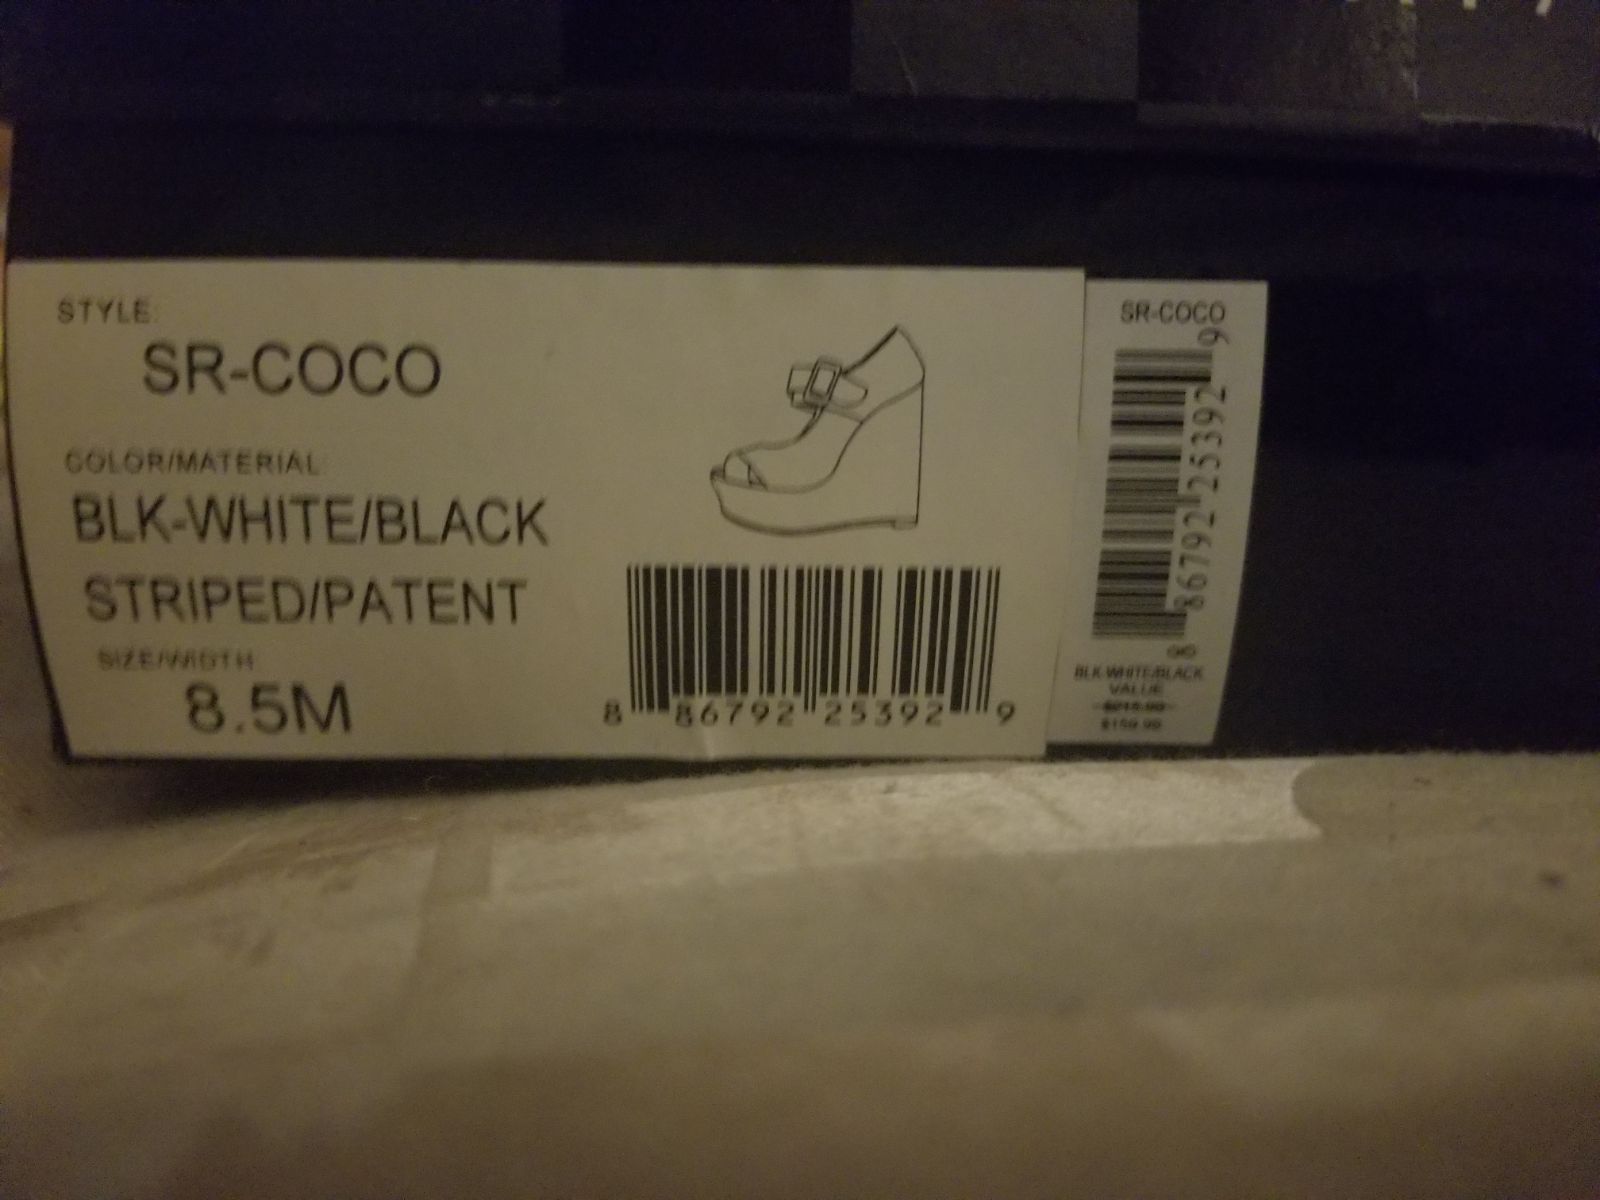 STYLE:
SR-COCO
COLOR/MATERIAL:
BLK-WHITE/BLACK
STRIPED/PATENT
SIZE/WIDTH
8.5M
8 86792 25392 9
SR-COCO
86792 25392 9
BLK-WHITE/BLACK
VALUE